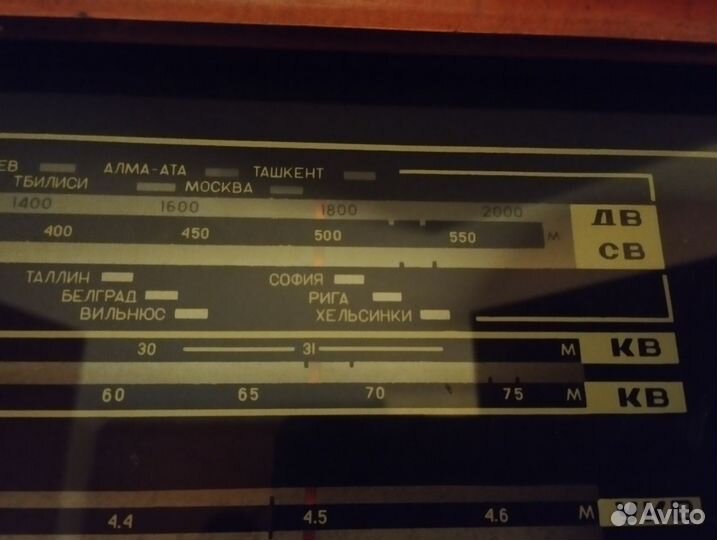 АЛМА-АТА ТАШКЕНТ
ТБИЛИСИ МОСКВА
1400 1600 1800 2000 ДВ
400 450 500 550 М СВ
ТАЛЛИН СОФИЯ
БЕЛГРАД РИГА
ВИЛЬНЮС ХЕЛЬСИНКИ
30 31 М КВ
60 65 70 75 М КВ
4.4 4.5 4.6 М
Avito